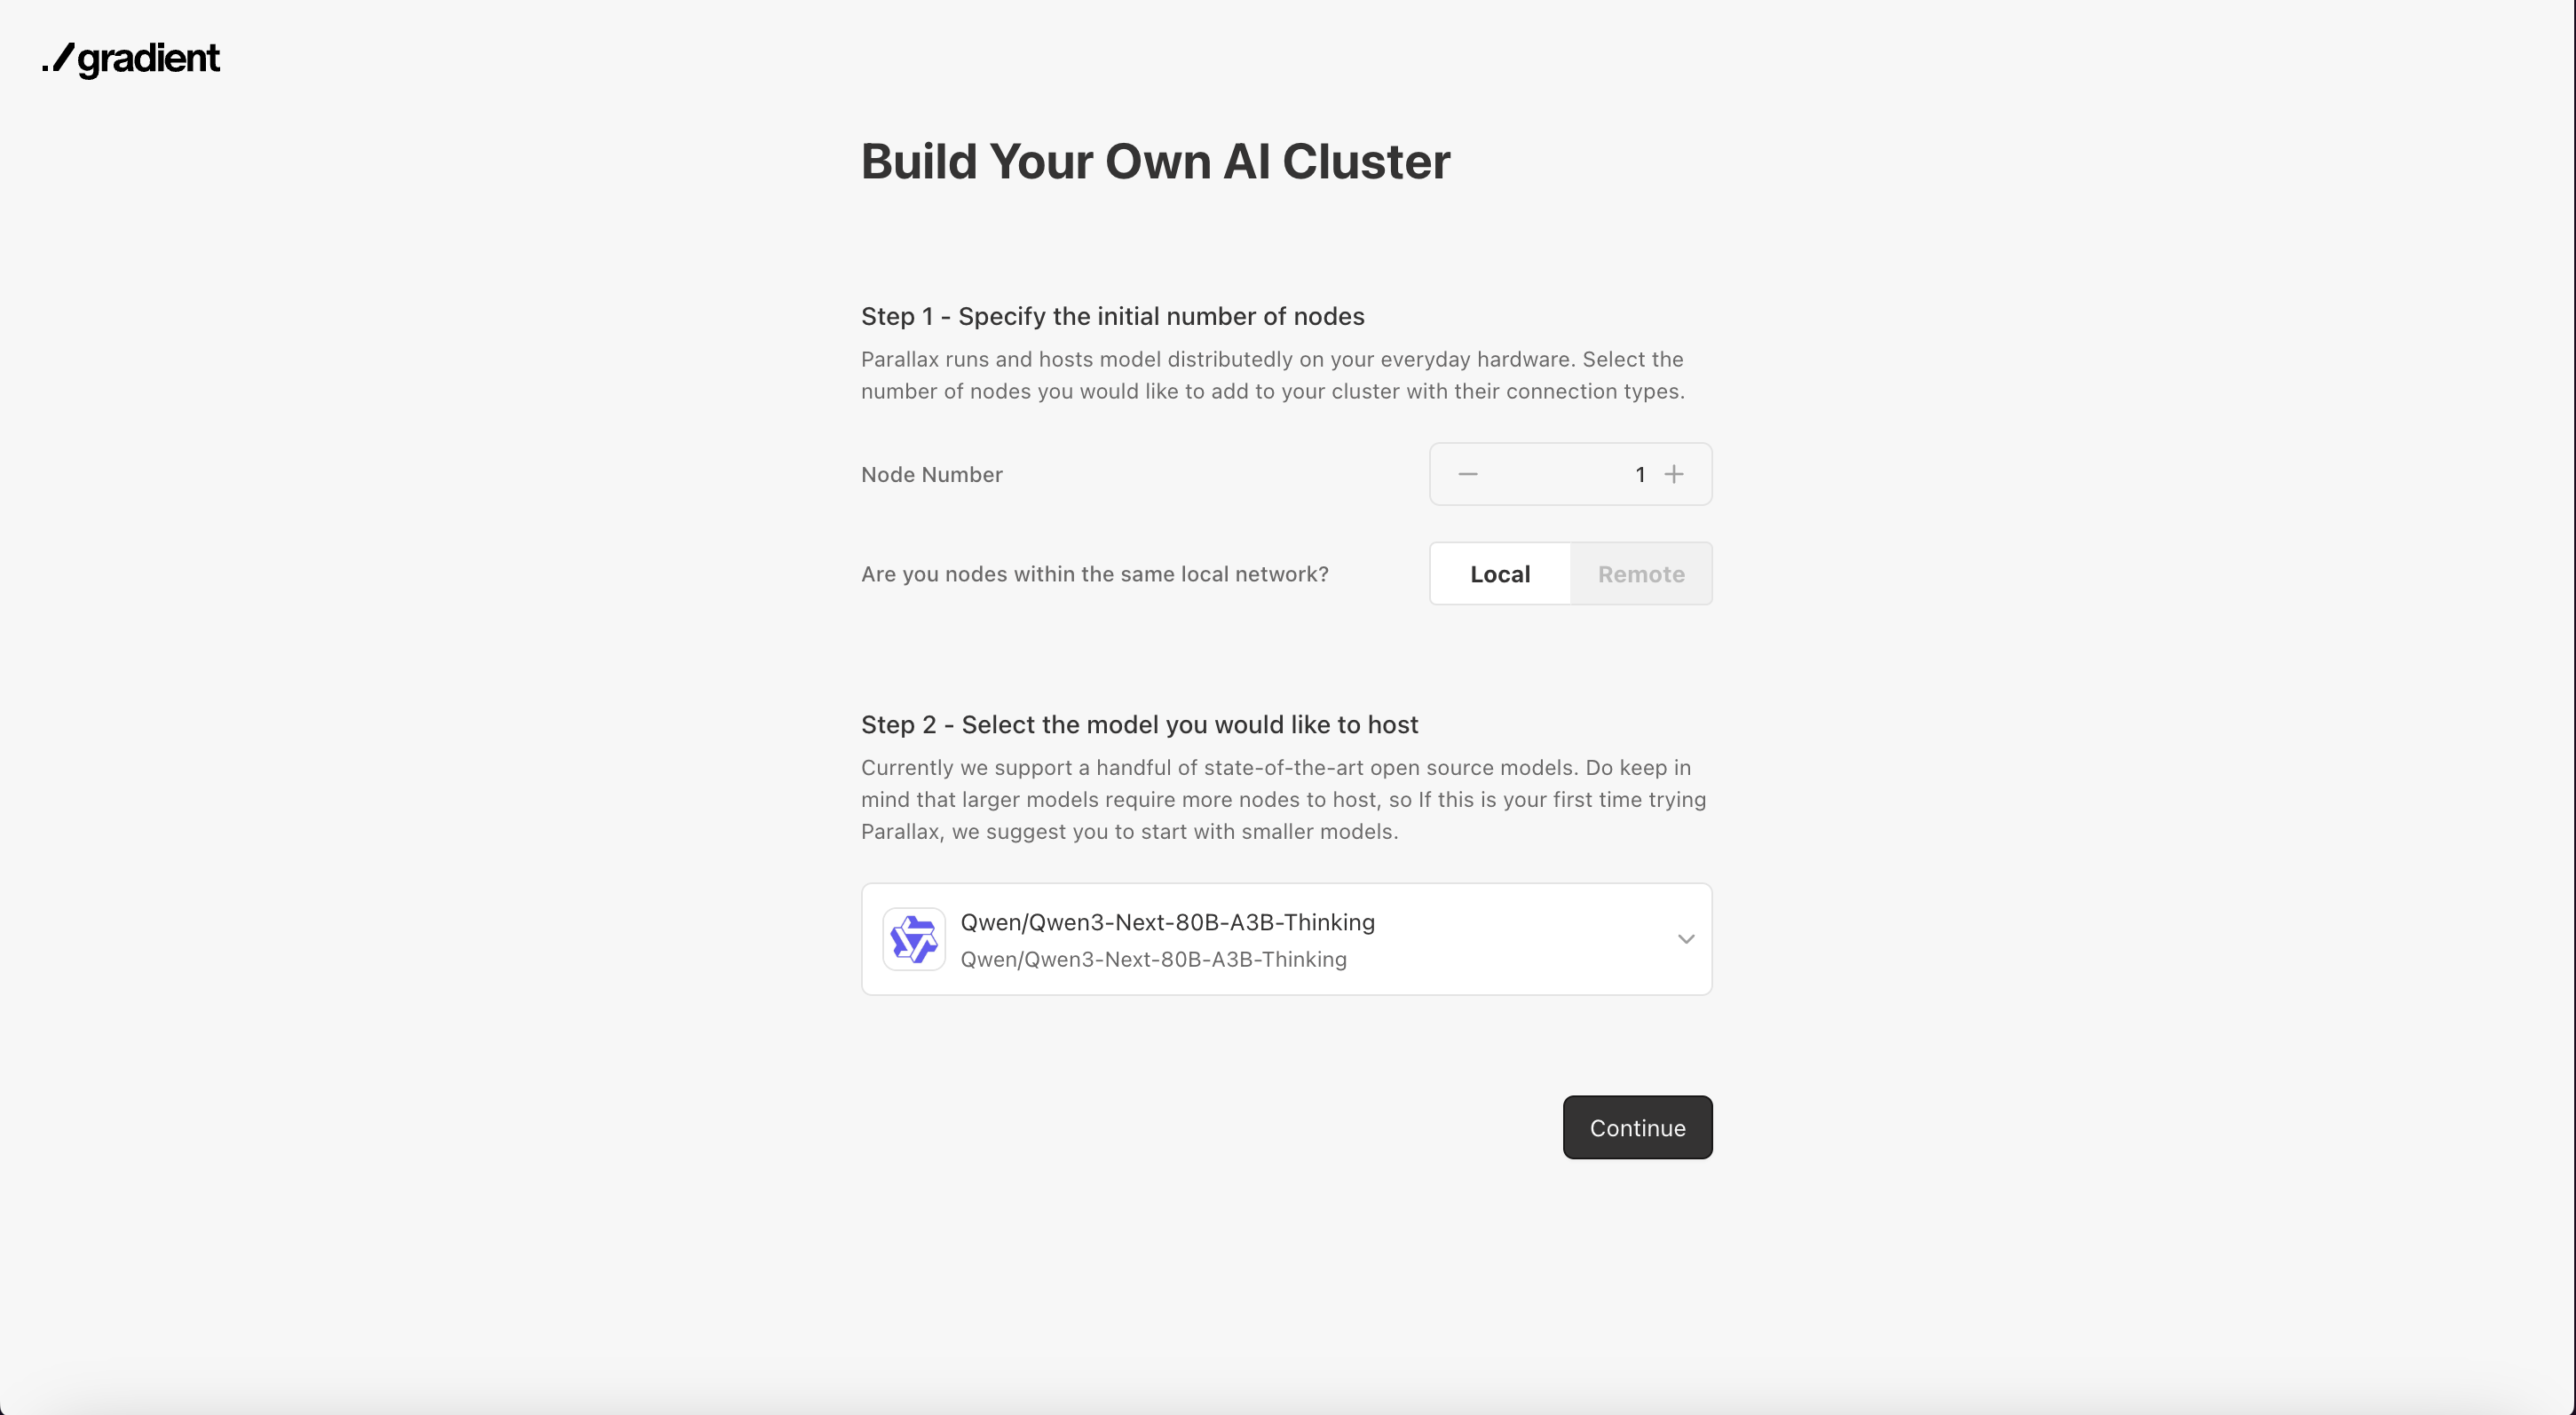 ./gradient
Build Your Own AI Cluster
Step 1 - Specify the initial number of nodes
Parallax runs and hosts model distributedly on your everyday hardware. Select the
number of nodes you would like to add to your cluster with their connection types.
Node Number
1
Are you nodes within the same local network?
Local Remote
Step 2 - Select the model you would like to host
Currently we support a handful of state-of-the-art open source models. Do keep in
mind that larger models require more nodes to host, so If this is your first time trying
Parallax, we suggest you to start with smaller models.
Qwen/Qwen3-Next-80B-A3B-Thinking
Qwen/Qwen3-Next-80B-A3B-Thinking
Continue